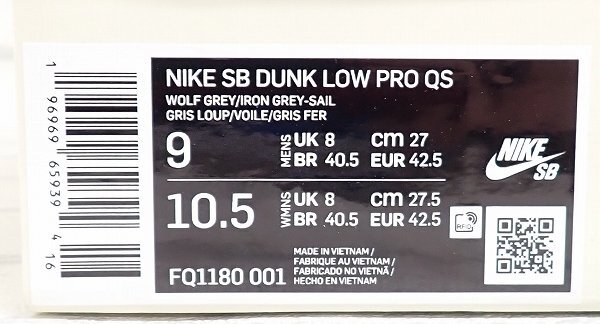 1 96969 65939 4 16
NIKE SB DUNK LOW PRO QS
WOLF GREY/IRON GREY-SAIL
GRIS LOUP/VOILE/GRIS FER
9 MENS UK 8 CM 27
BR 40.5 EUR 42.5
10.5 WMNS UK 8 CM 27.5
BR 40.5 EUR 42.5
NIKE
SB
RFID
MADE IN VIETNAM /
FABRIQUE AU VIETNAM /
FABRICADO NO VIETNÃ /
HECHO EN VIETNAM
FQ1180 001